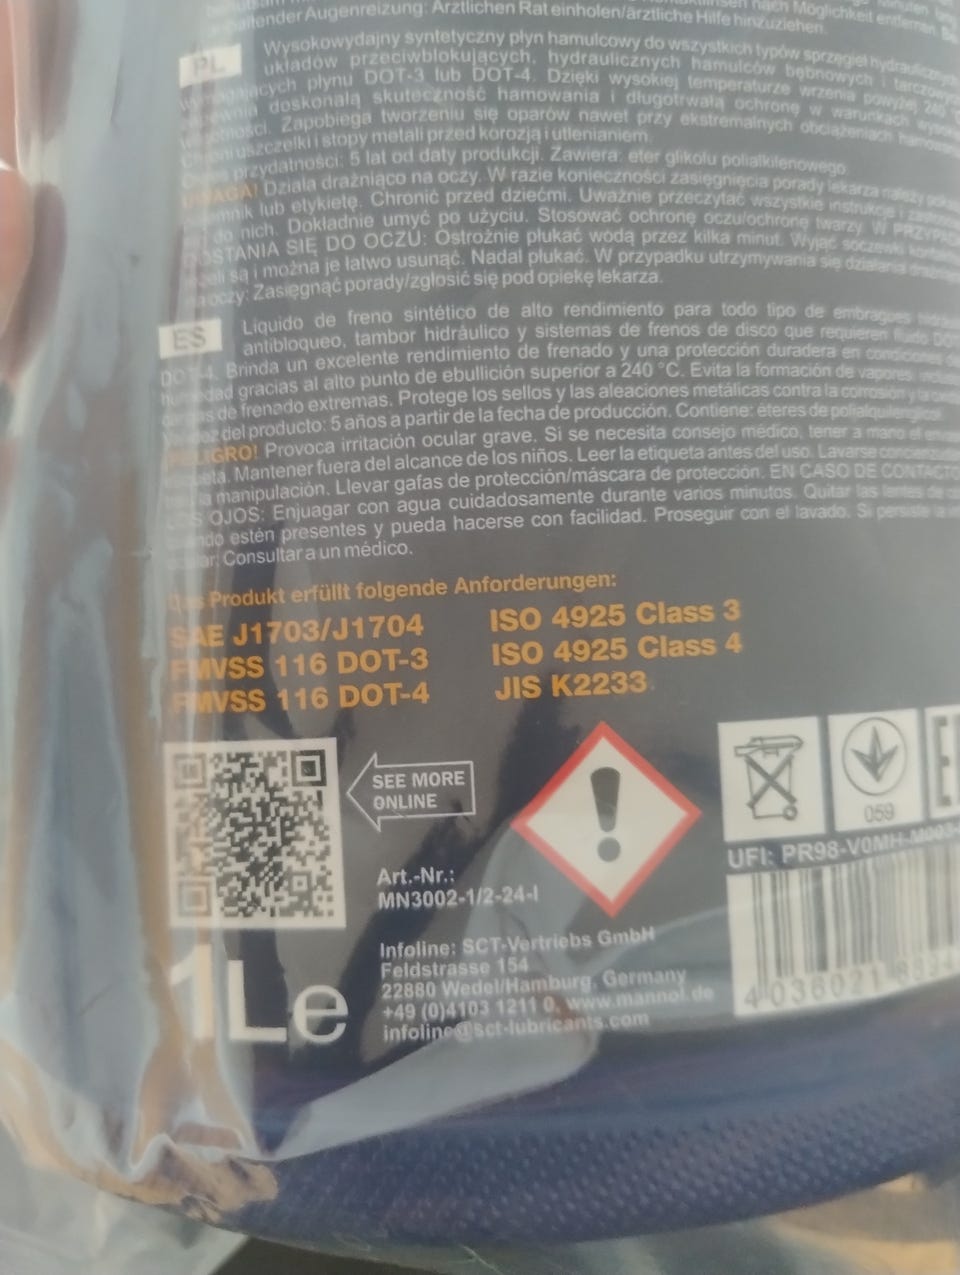 haltender Augenreizung: Ärztlichen Rat einholen/ärztliche Hilfe hinzuziehen.
nach Möglichkeit entfernen.
PL
Wysokowydajny syntetyczny płyn hamulcowy do wszystkich typów sprzęgieł hydraulicznych
układów przeciwblokujących, hydraulicznych hamulców bębnowych i tarczowych
wymagających płynu DOT-3 lub DOT-4. Dzięki wysokiej temperaturze wrzenia powyżej 240
doskonałą skuteczność hamowania i długotrwałą ochronę w warunkach
Zapobiega tworzeniu się oparów nawet przy ekstremalnych obciążeniach
uszczelki i stopy metali przed korozją i utlenianiem.
przydatności: 5 lat od daty produkcji. Zawiera: eter glikolu polialkilenowego.
UWAGA! Działa drażniąco na oczy. W razie konieczności zasięgnięcia porady lekarza należy
lub etykietę. Chronić przed dziećmi. Uważnie przeczytać wszystkie instrukcje i
do nich. Dokładnie umyć po użyciu. Stosować ochronę oczu/ochronę twarzy. W
DOSTANIA SIĘ DO OCZU: Ostrożnie płukać wodą przez kilka minut. Wyjąć soczewki
są i można je łatwo usunąć. Nadal płukać. W przypadku utrzymywania się działania
oczy: Zasięgnąć porady/zgłosić się pod opiekę lekarza.
ES
Líquido de freno sintético de alto rendimiento para todo tipo de embragues
antibloqueo, tambor hidráulico y sistemas de frenos de disco que requieren fluido
DOT-4. Brinda un excelente rendimiento de frenado y una protección duradera en condiciones
humedad gracias al alto punto de ebullición superior a 240 °C. Evita la formación de vapores
de frenado extremas. Protege los sellos y las aleaciones metálicas contra la corrosión y la
del producto: 5 años a partir de la fecha de producción. Contiene: éteres de
¡PELIGRO! Provoca irritación ocular grave. Si se necesita consejo médico, tener a mano el
Mantener fuera del alcance de los niños. Leer la etiqueta antes del uso. Lavarse
la manipulación. Llevar gafas de protección/máscara de protección. EN CASO DE CONTACTO
LOS OJOS: Enjuagar con agua cuidadosamente durante varios minutos. Quitar las lentes de
estén presentes y pueda hacerse con facilidad. Proseguir con el lavado. Si persiste la
Consultar a un médico.
Das Produkt erfüllt folgende Anforderungen:
SAE J1703/J1704
FMVSS 116 DOT-3
FMVSS 116 DOT-4
ISO 4925 Class 3
ISO 4925 Class 4
JIS K2233
SEE MORE
ONLINE
059
UFI: PR98-V0MH-M003-
Art.-Nr.:
MN3002-1/2-24-I
Infoline: SCT-Vertriebs GmbH
Feldstrasse 154
22880 Wedel/Hamburg, Germany
+49 (0)4103 1211 0, www.mannol.de
infoline@sct-lubricants.com
1L e
4 036021